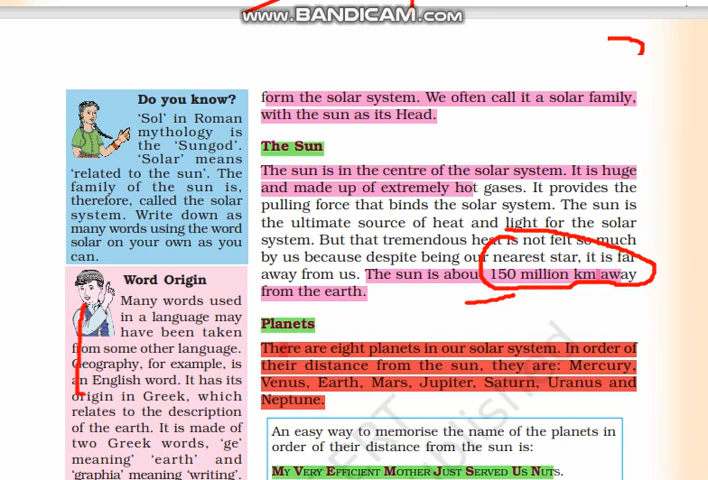 www.BANDICAM.com
Do you know?
'Sol' in Roman
mythology is
the 'Sungod'.
'Solar' means
'related to the sun'. The
family of the sun is,
therefore, called the solar
system. Write down as
many words using the word
solar on your own as you
can.
Word Origin
Many words used
in a language may
have been taken
from some other language.
Geography, for example, is
an English word. It has its
origin in Greek, which
relates to the description
of the earth. It is made of
two Greek words, 'ge'
meaning 'earth' and
'graphia' meaning 'writing'.
form the solar system. We often call it a solar family,
with the sun as its Head.
The Sun
The sun is in the centre of the solar system. It is huge
and made up of extremely hot gases. It provides the
pulling force that binds the solar system. The sun is
the ultimate source of heat and light for the solar
system. But that tremendous heat is not felt so much
by us because despite being our nearest star, it is far
away from us. The sun is about 150 million km away
from the earth.
Planets
There are eight planets in our solar system. In order of
their distance from the sun, they are: Mercury,
Venus, Earth, Mars, Jupiter, Saturn, Uranus and
Neptune.
An easy way to memorise the name of the planets in
order of their distance from the sun is:
MY VERY EFFICIENT MOTHER JUST SERVED US NUTS.